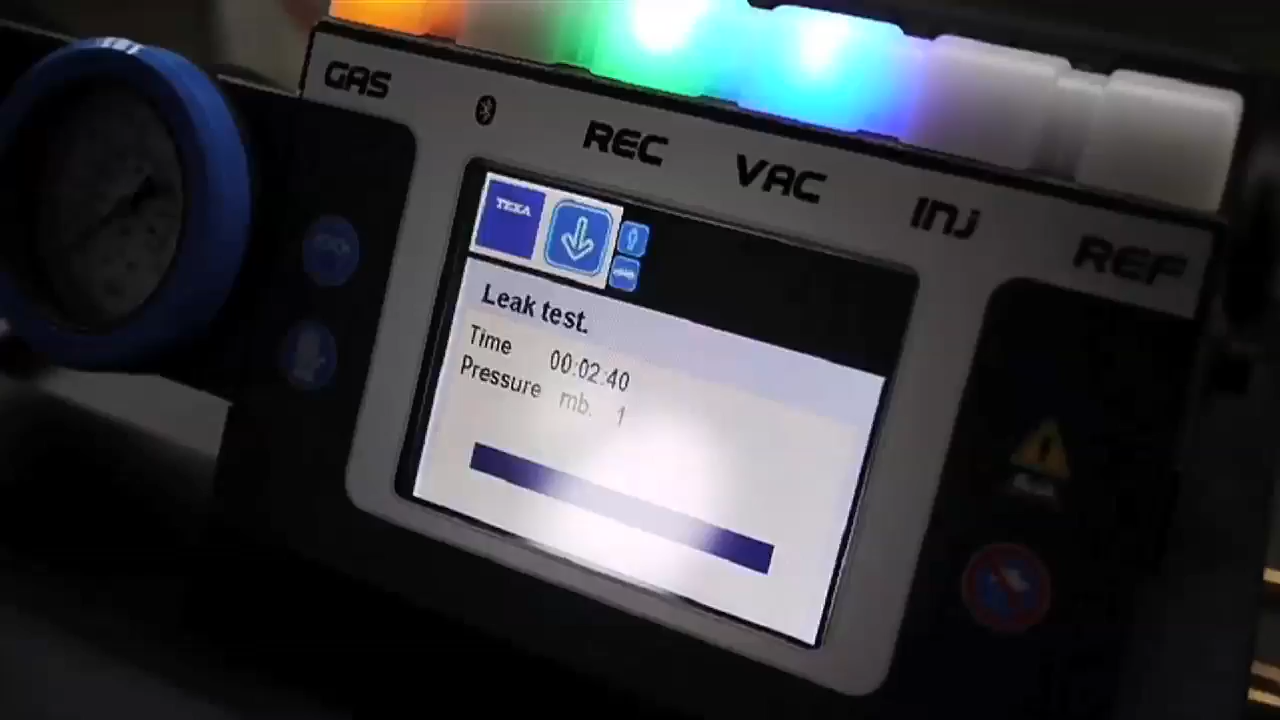 GAS
REC
VAC
INJ
REF
TEXA
Leak test.
Time 00:02:40
Pressure mb. 1